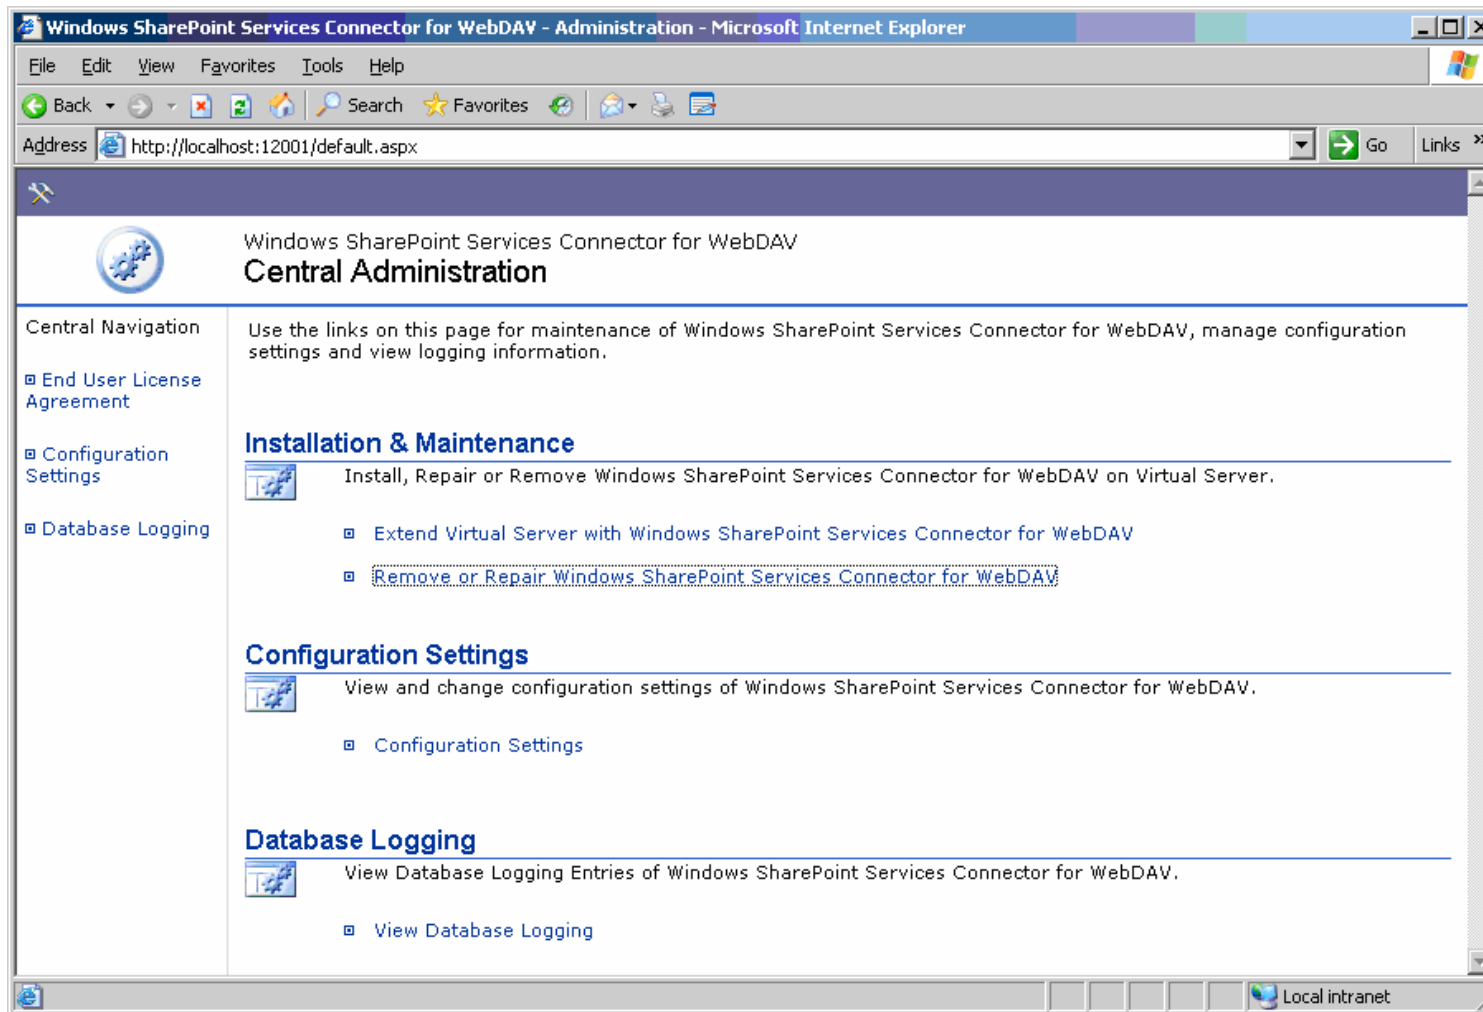 Windows SharePoint Services Connector for WebDAV - Administration - Microsoft Internet Explorer
File Edit View Favorites Tools Help
Back Search Favorites
Address http://localhost:12001/default.aspx Go Links »
Windows SharePoint Services Connector for WebDAV
Central Administration
Central Navigation
End User License
Agreement
Configuration
Settings
Database Logging
Use the links on this page for maintenance of Windows SharePoint Services Connector for WebDAV, manage configuration
settings and view logging information.
Installation & Maintenance
Install, Repair or Remove Windows SharePoint Services Connector for WebDAV on Virtual Server.
Extend Virtual Server with Windows SharePoint Services Connector for WebDAV
Remove or Repair Windows SharePoint Services Connector for WebDAV
Configuration Settings
View and change configuration settings of Windows SharePoint Services Connector for WebDAV.
Configuration Settings
Database Logging
View Database Logging Entries of Windows SharePoint Services Connector for WebDAV.
View Database Logging
Local intranet